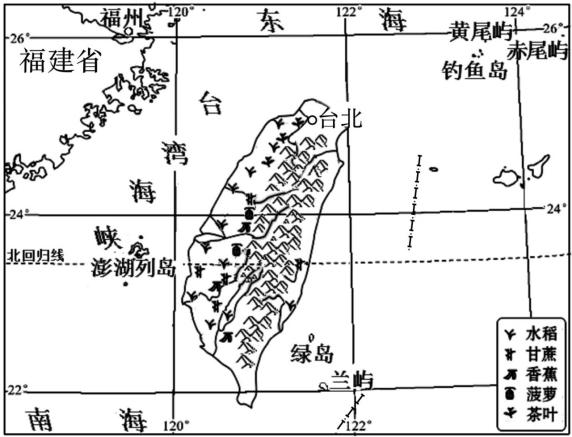 120° 122° 124°
福州
东 海
黄尾屿
26° 26°
赤尾屿
福建省
钓鱼岛
台
湾
海
峡
台北
24° 24°
北回归线
澎湖列岛
绿岛
兰屿
水稻
甘蔗
香蕉
菠萝
茶叶
22°
南 海
120° 122°